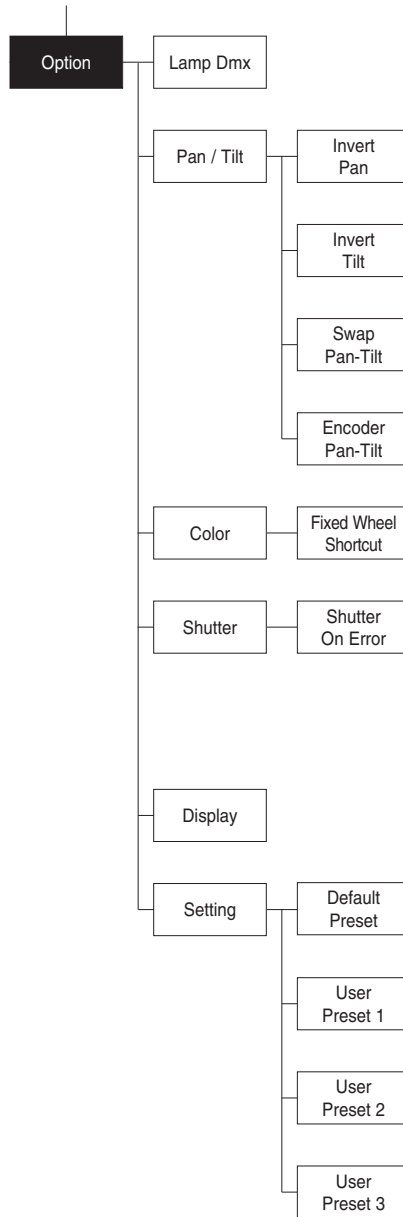 Option
Lamp Dmx
Pan / Tilt
Invert
Pan
Invert
Tilt
Swap
Pan-Tilt
Encoder
Pan-Tilt
Color
Fixed Wheel
Shortcut
Shutter
Shutter
On Error
Display
Setting
Default
Preset
User
Preset 1
User
Preset 2
User
Preset 3